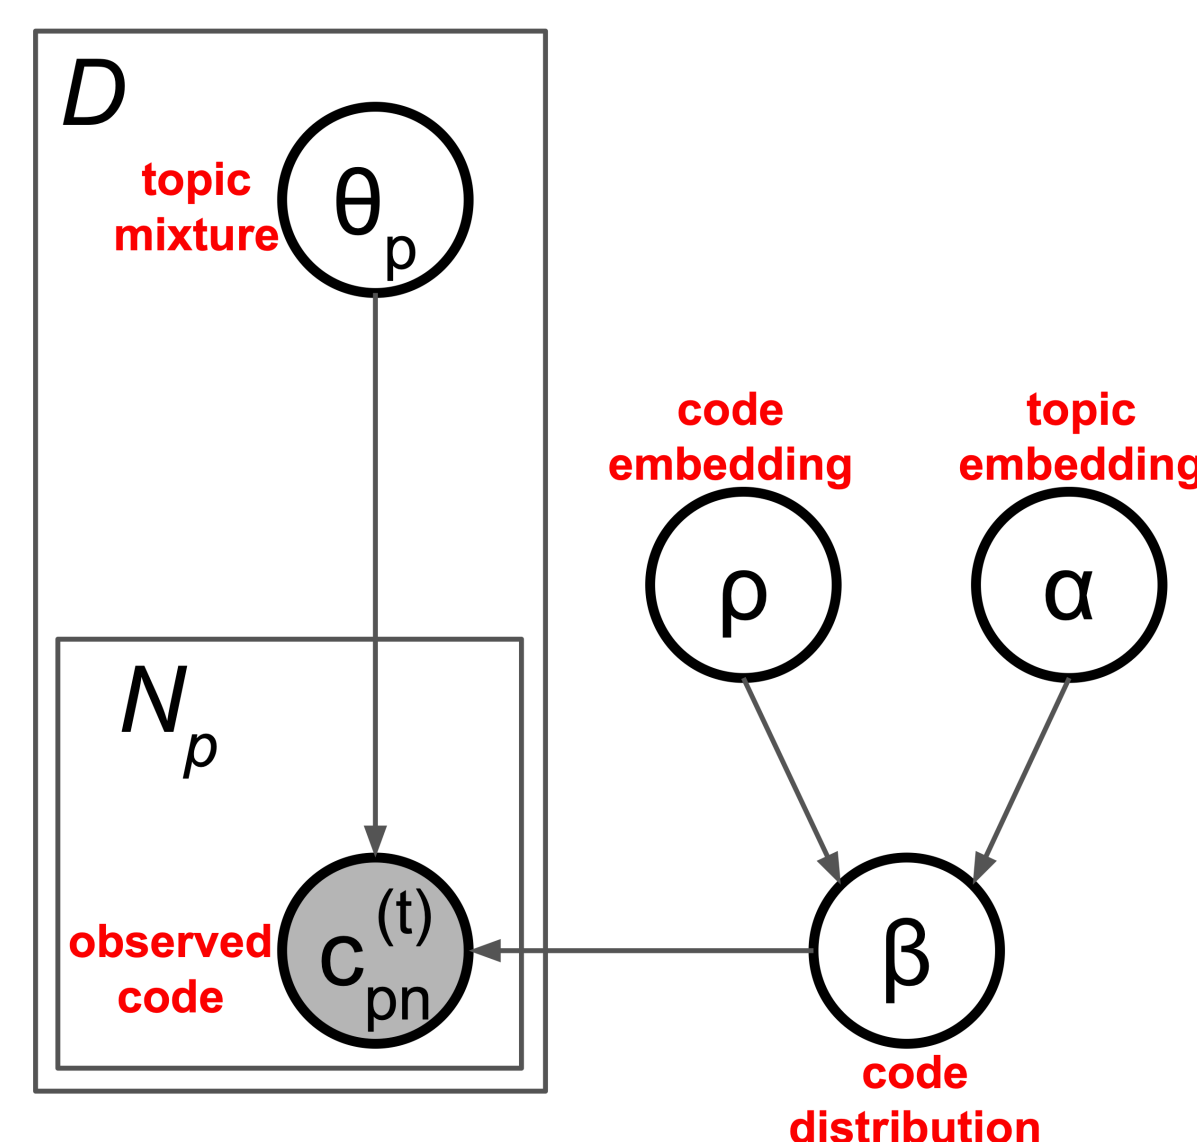 D
topic
mixture
θp
code
embedding
topic
embedding
ρ
α
Np
observed
code
c(t)pn
β
code
distribution